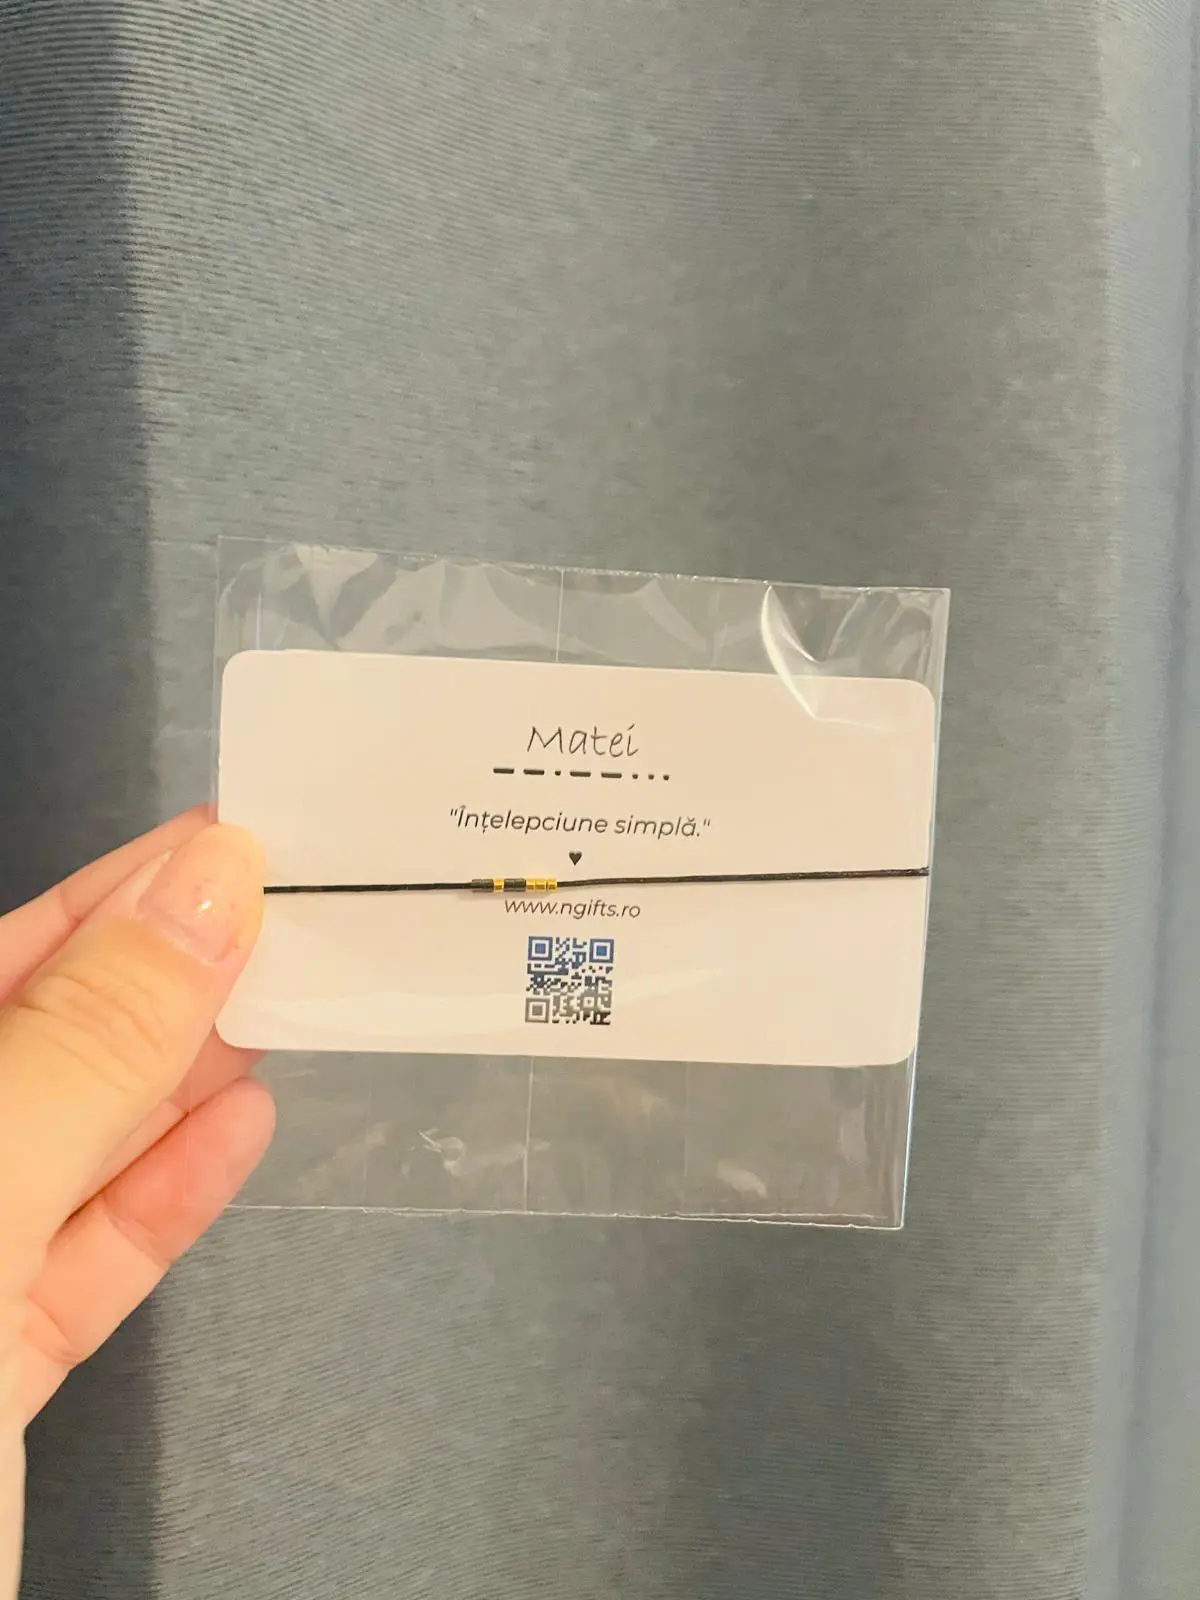 Matei
— — · — — · · ·
"Înțelepciune simplă."
♥
www.ngifts.ro